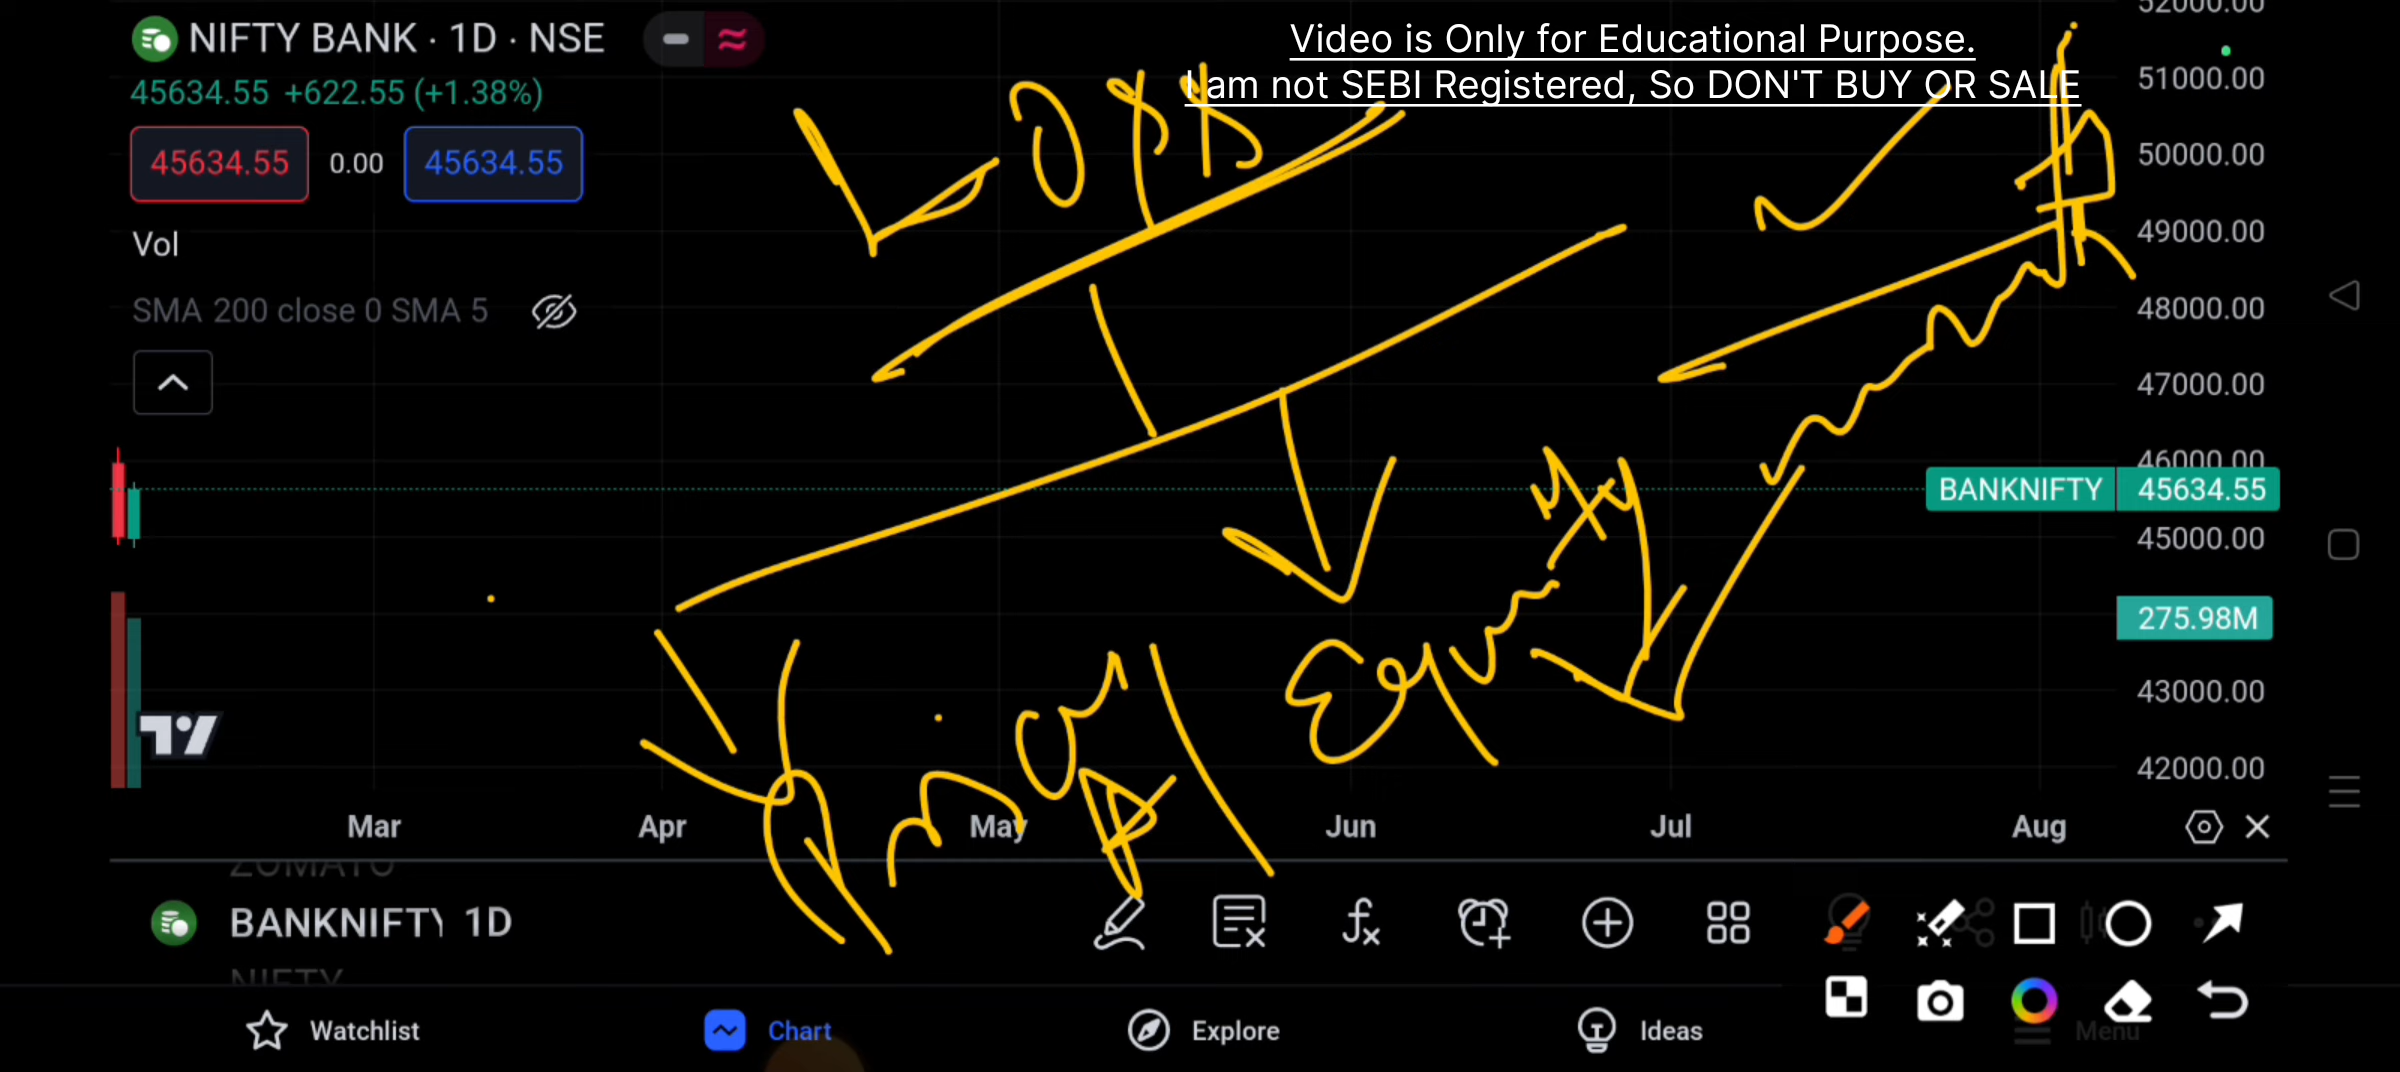 NIFTY BANK · 1D · NSE
Video is Only for Educational Purpose.
I am not SEBI Registered, So DON'T BUY OR SALE
45634.55 +622.55 (+1.38%)
45634.55 0.00 45634.55
Vol
SMA 200 close 0 SMA 5
52000.00
51000.00
50000.00
49000.00
48000.00
47000.00
46000.00
BANKNIFTY 45634.55
45000.00
275.98M
43000.00
42000.00
Loss
Equity
Mar Apr May Jun Jul Aug
ZOMATO
BANKNIFTY 1D
NIFTY
Watchlist Chart Explore Ideas Menu